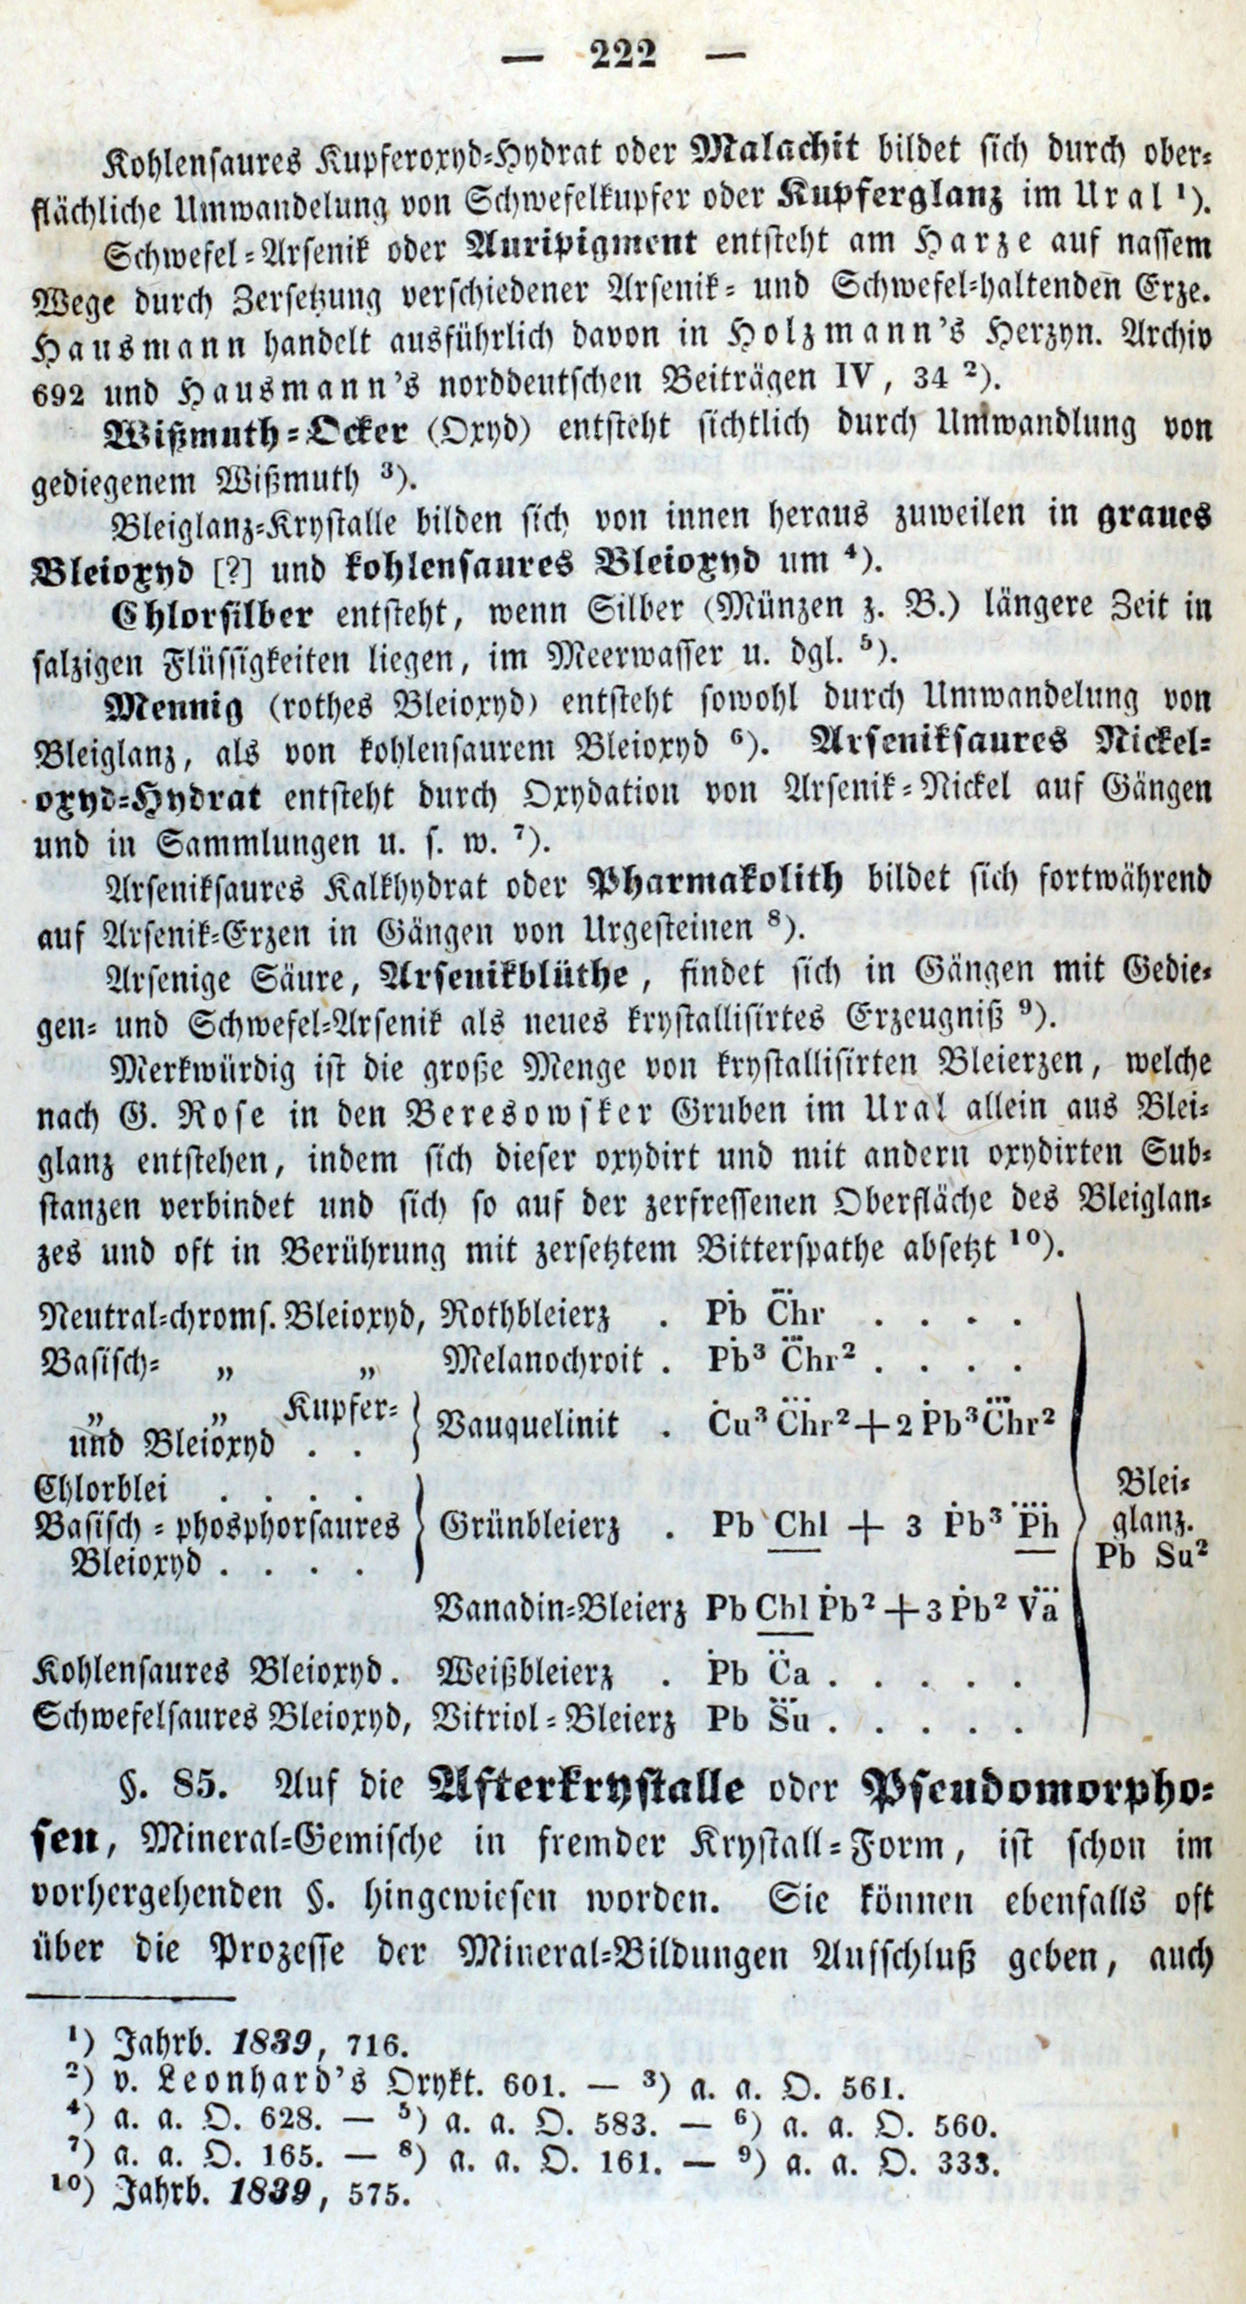 — 222 —
Kohlensaures Kupferoxyd-Hydrat oder Malachit bildet sich durch ober-
flächliche Umwandelung von Schwefelkupfer oder Kupferglanz im Ural ¹).
Schwefel-Arsenik oder Auripigment entsteht am Harze auf nassem
Wege durch Zersetzung verschiedener Arsenik- und Schwefel-haltenden Erze.
Hausmann handelt ausführlich davon in Holzmann's Herzyn. Archiv
692 und Hausmann's norddeutschen Beiträgen IV, 34 ²).
Wißmuth-Ocker (Oxyd) entsteht sichtlich durch Umwandlung von
gediegenem Wißmuth ³).
Bleiglanz-Krystalle bilden sich von innen heraus zuweilen in graues
Bleioxyd [?] und kohlensaures Bleioxyd um ⁴).
Chlorsilber entsteht, wenn Silber (Münzen z. B.) längere Zeit in
salzigen Flüssigkeiten liegen, im Meerwasser u. dgl. ⁵).
Mennig (rothes Bleioxyd) entsteht sowohl durch Umwandelung von
Bleiglanz, als von kohlensaurem Bleioxyd ⁶). Arseniksaures Nickel-
oxyd-Hydrat entsteht durch Oxydation von Arsenik-Nickel auf Gängen
und in Sammlungen u. s. w. ⁷).
Arseniksaures Kalkhydrat oder Pharmakolith bildet sich fortwährend
auf Arsenik-Erzen in Gängen von Urgesteinen ⁸).
Arsenige Säure, Arsenikblüthe, findet sich in Gängen mit Gedie-
gen- und Schwefel-Arsenik als neues krystallisirtes Erzeugniß ⁹).
Merkwürdig ist die große Menge von krystallisirten Bleierzen, welche
nach G. Rose in den Beresowsker Gruben im Ural allein aus Blei-
glanz entstehen, indem sich dieser oxydirt und mit andern oxydirten Sub-
stanzen verbindet und sich so auf der zerfressenen Oberfläche des Bleiglan-
zes und oft in Berührung mit zersetztem Bitterspathe absetzt ¹⁰).
Neutral-chroms. Bleioxyd, Rothbleierz . Ṗb C⃛hr . . . .
Basisch- „ „ Melanochroit . Ṗb³ C⃛hr² . . . .
„ „ Kupfer-
und Bleioxyd . . } Vauquelinit . Ċu³ C⃛hr² + 2 Ṗb³ C⃛hr²
Chlorblei . . . .
Basisch-phosphorsaures } Grünbleierz . Pb Chl + 3 Ṗb³ P⃛̈h
Bleioxyd . . . .
Vanadin-Bleierz Pb Chl Ṗb² + 3 Ṗb² V⃛a
Kohlensaures Bleioxyd . Weißbleierz . Ṗb C̈a . . . . .
Schwefelsaures Bleioxyd, Vitriol-Bleierz Pb S⃛u . . . . .
Blei-
glanz.
Pb Su²
§. 85. Auf die Afterkrystalle oder Pseudomorpho-
sen, Mineral-Gemische in fremder Krystall-Form, ist schon im
vorhergehenden §. hingewiesen worden. Sie können ebenfalls oft
über die Prozesse der Mineral-Bildungen Aufschluß geben, auch
¹) Jahrb. 1839, 716.
²) v. Leonhard's Orykt. 601. — ³) a. a. O. 561.
⁴) a. a. O. 628. — ⁵) a. a. O. 583. — ⁶) a. a. O. 560.
⁷) a. a. O. 165. — ⁸) a. a. O. 161. — ⁹) a. a. O. 333.
¹⁰) Jahrb. 1839, 575.